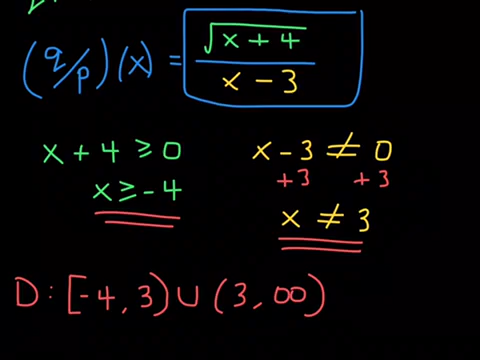 (q/p)(x) = √(x + 4) / (x - 3)
x + 4 ≥ 0
x ≥ -4
x - 3 ≠ 0
+3 +3
x ≠ 3
D: [-4, 3) ∪ (3, ∞)